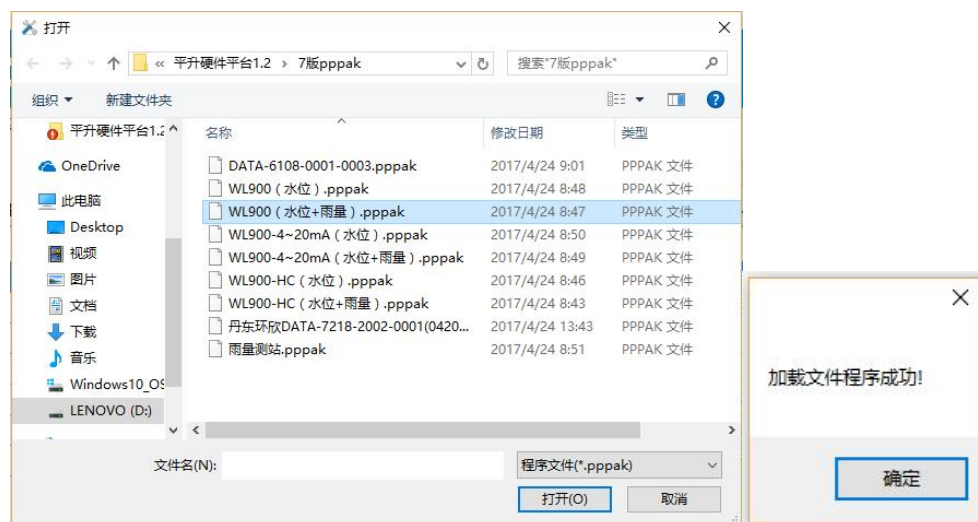 打开
« 平升硬件平台1.2 › 7版pppak
搜索"7版pppak"
组织 新建文件夹
名称 修改日期 类型
平升硬件平台1.2
OneDrive
此电脑
Desktop
视频
图片
文档
下载
音乐
Windows10_OS
LENOVO (D:)
DATA-6108-0001-0003.pppak 2017/4/24 9:01 PPPAK 文件
WL900（水位）.pppak 2017/4/24 8:48 PPPAK 文件
WL900（水位+雨量）.pppak 2017/4/24 8:47 PPPAK 文件
WL900-4~20mA（水位）.pppak 2017/4/24 8:50 PPPAK 文件
WL900-4~20mA（水位+雨量）.pppak 2017/4/24 8:49 PPPAK 文件
WL900-HC（水位）.pppak 2017/4/24 8:46 PPPAK 文件
WL900-HC（水位+雨量）.pppak 2017/4/24 8:43 PPPAK 文件
丹东环欣DATA-7218-2002-0001(0420... 2017/4/24 13:43 PPPAK 文件
雨量测站.pppak 2017/4/24 8:51 PPPAK 文件
文件名(N):
程序文件(*.pppak)
打开(O) 取消
加载文件程序成功!
确定